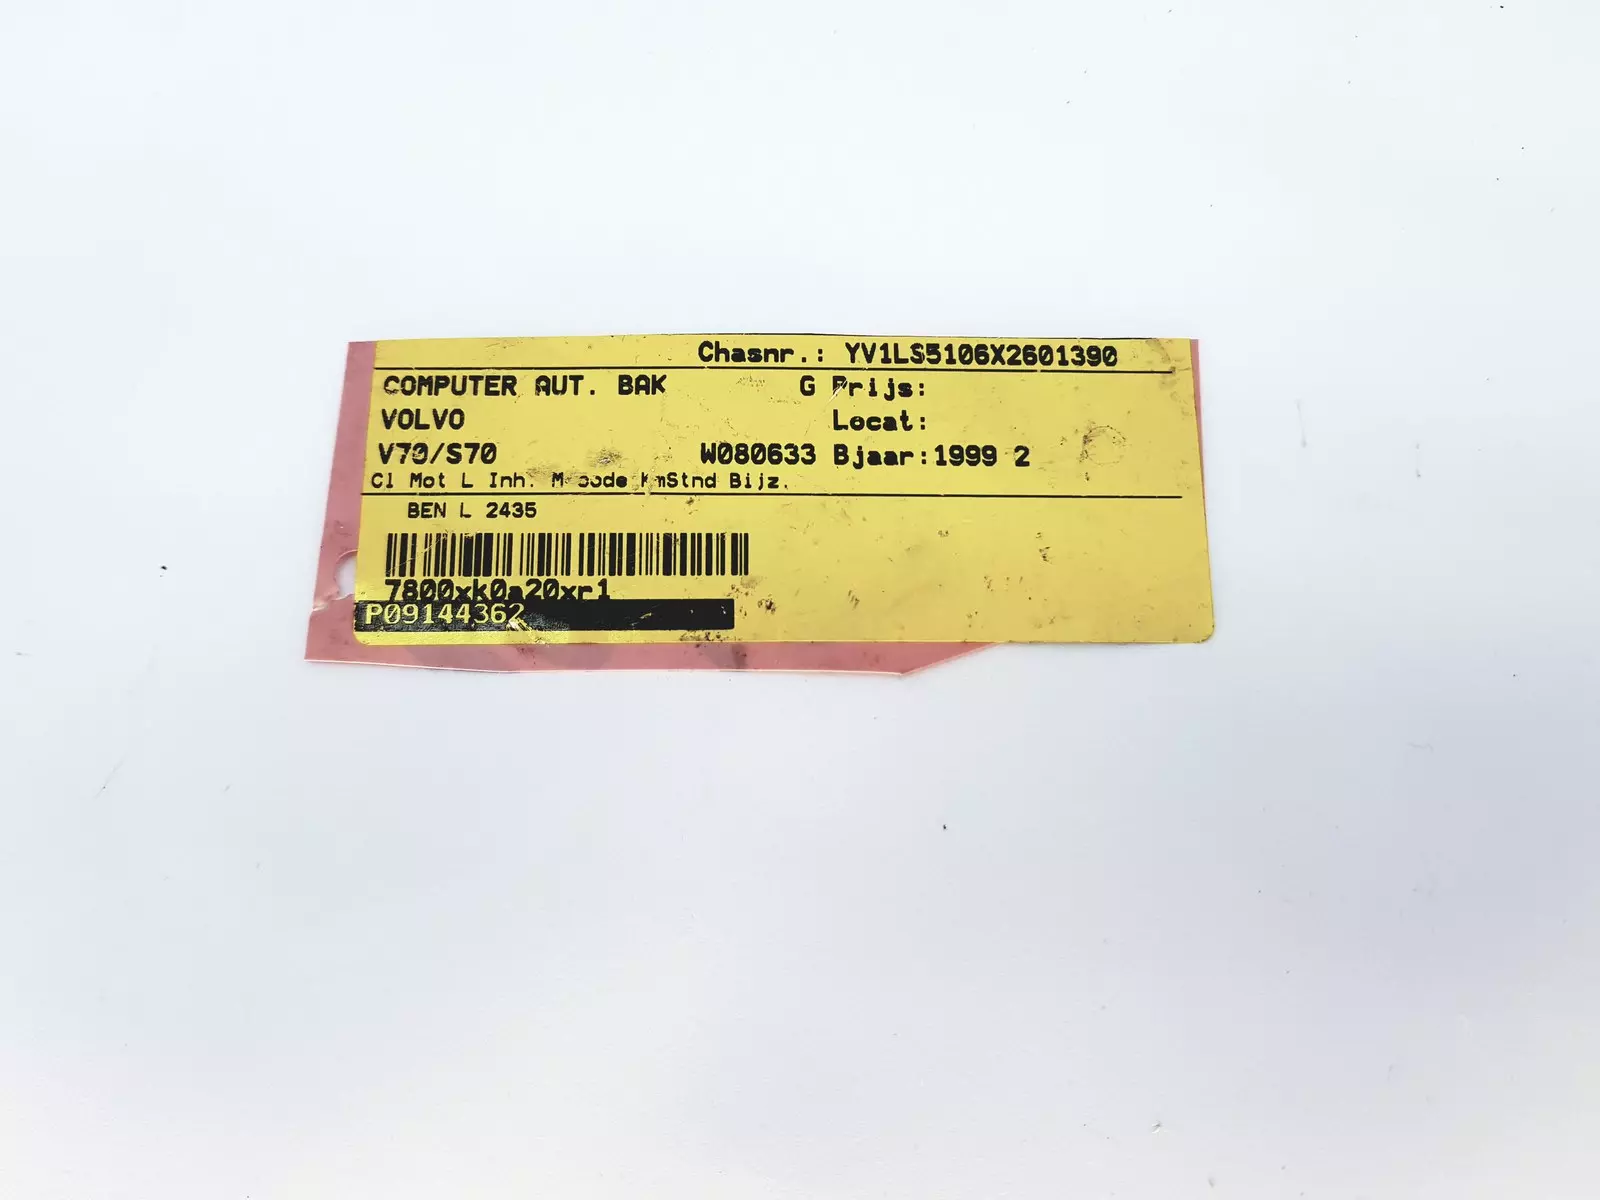 Chasnr.: YV1LS5106X2601390
COMPUTER AUT. BAK G Prijs:
VOLVO Locat:
V70/S70 W080633 Bjaar:1999 2
Cl Mot L Inh. KmStnd Bijz.
BEN L 2435
7800xk0a20xr1
P09144362